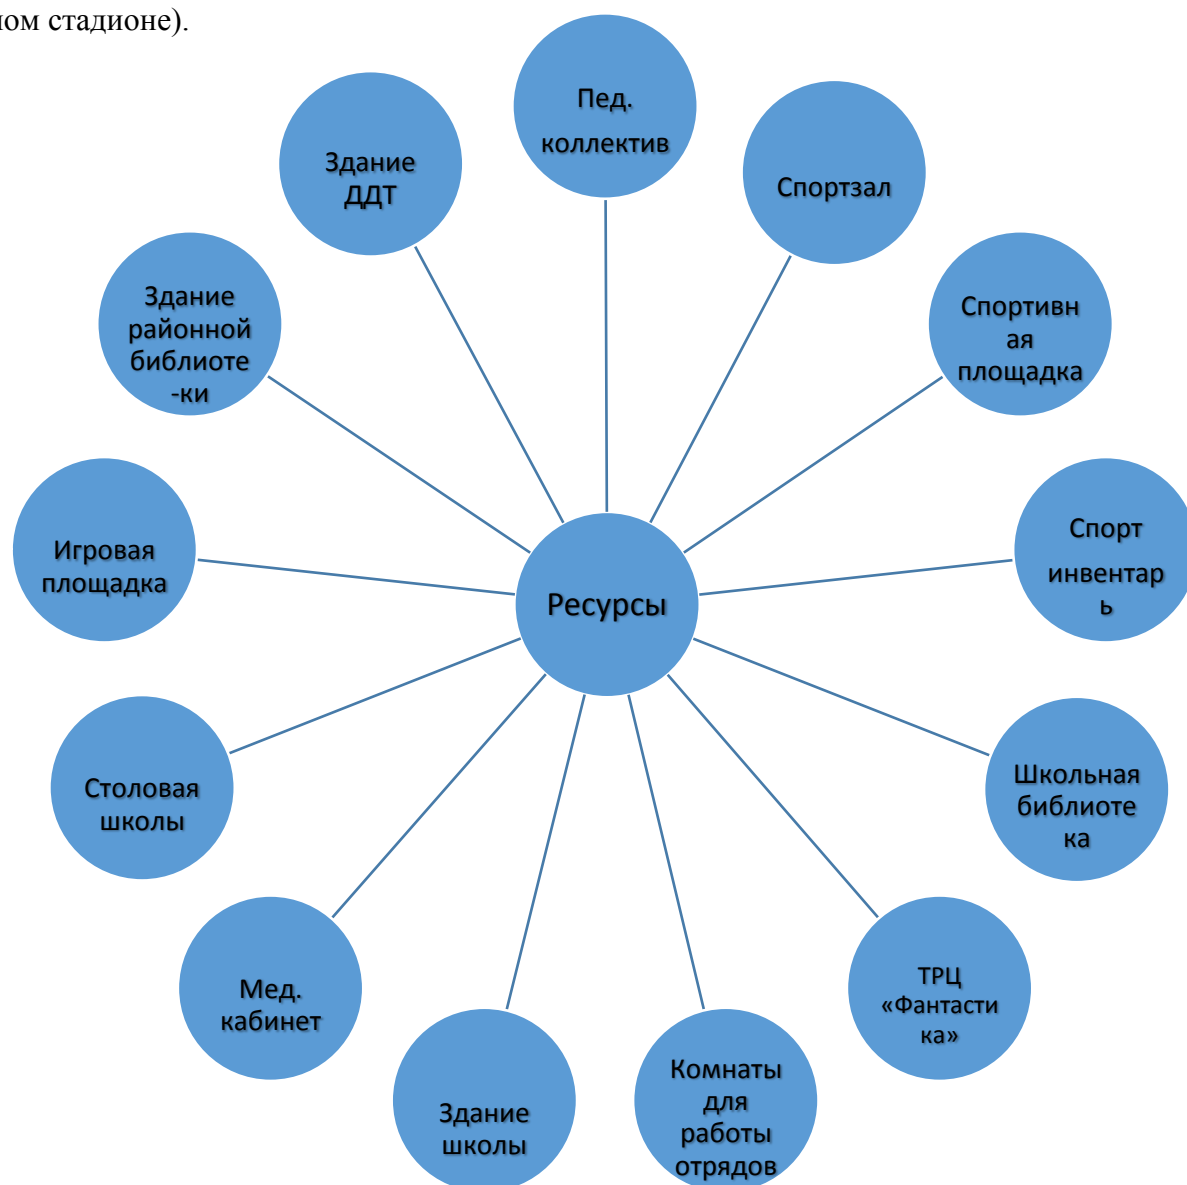 ном стадионе).
Пед.
коллектив
Спортзал
Спортивн
ая
площадка
Спорт
инвентар
ь
Школьная
библиоте
ка
ТРЦ
«Фантасти
ка»
Комнаты
для
работы
отрядов
Здание
школы
Мед.
кабинет
Столовая
школы
Игровая
площадка
Здание
районной
библиоте
-ки
Здание
ДДТ
Ресурсы